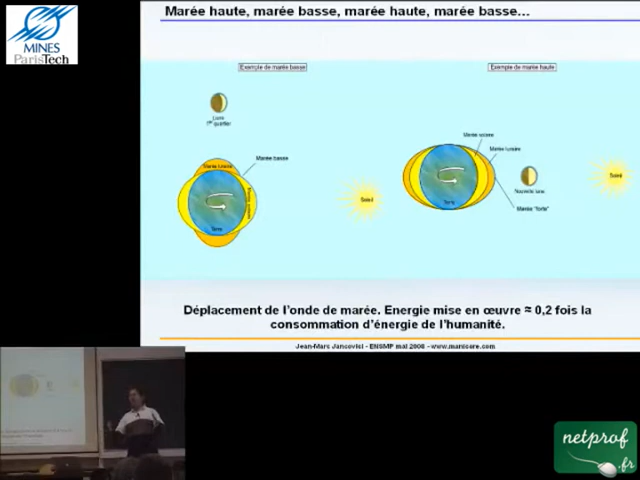 Marée haute, marée basse, marée haute, marée basse…
MINES
ParisTech
Exemple de marée basse
Exemple de marée haute
Lune
1er quartier
Marée basse
Marée lunaire
Terre
Soleil
Marée solaire
Marée lunaire
Nouvelle lune
Marée "forte"
Terre
Soleil
Déplacement de l'onde de marée. Energie mise en œuvre ≈ 0,2 fois la
consommation d'énergie de l'humanité.
Jean-Marc Jancovici - ENSMP mai 2008 - www.manicore.com
netprof
.fr